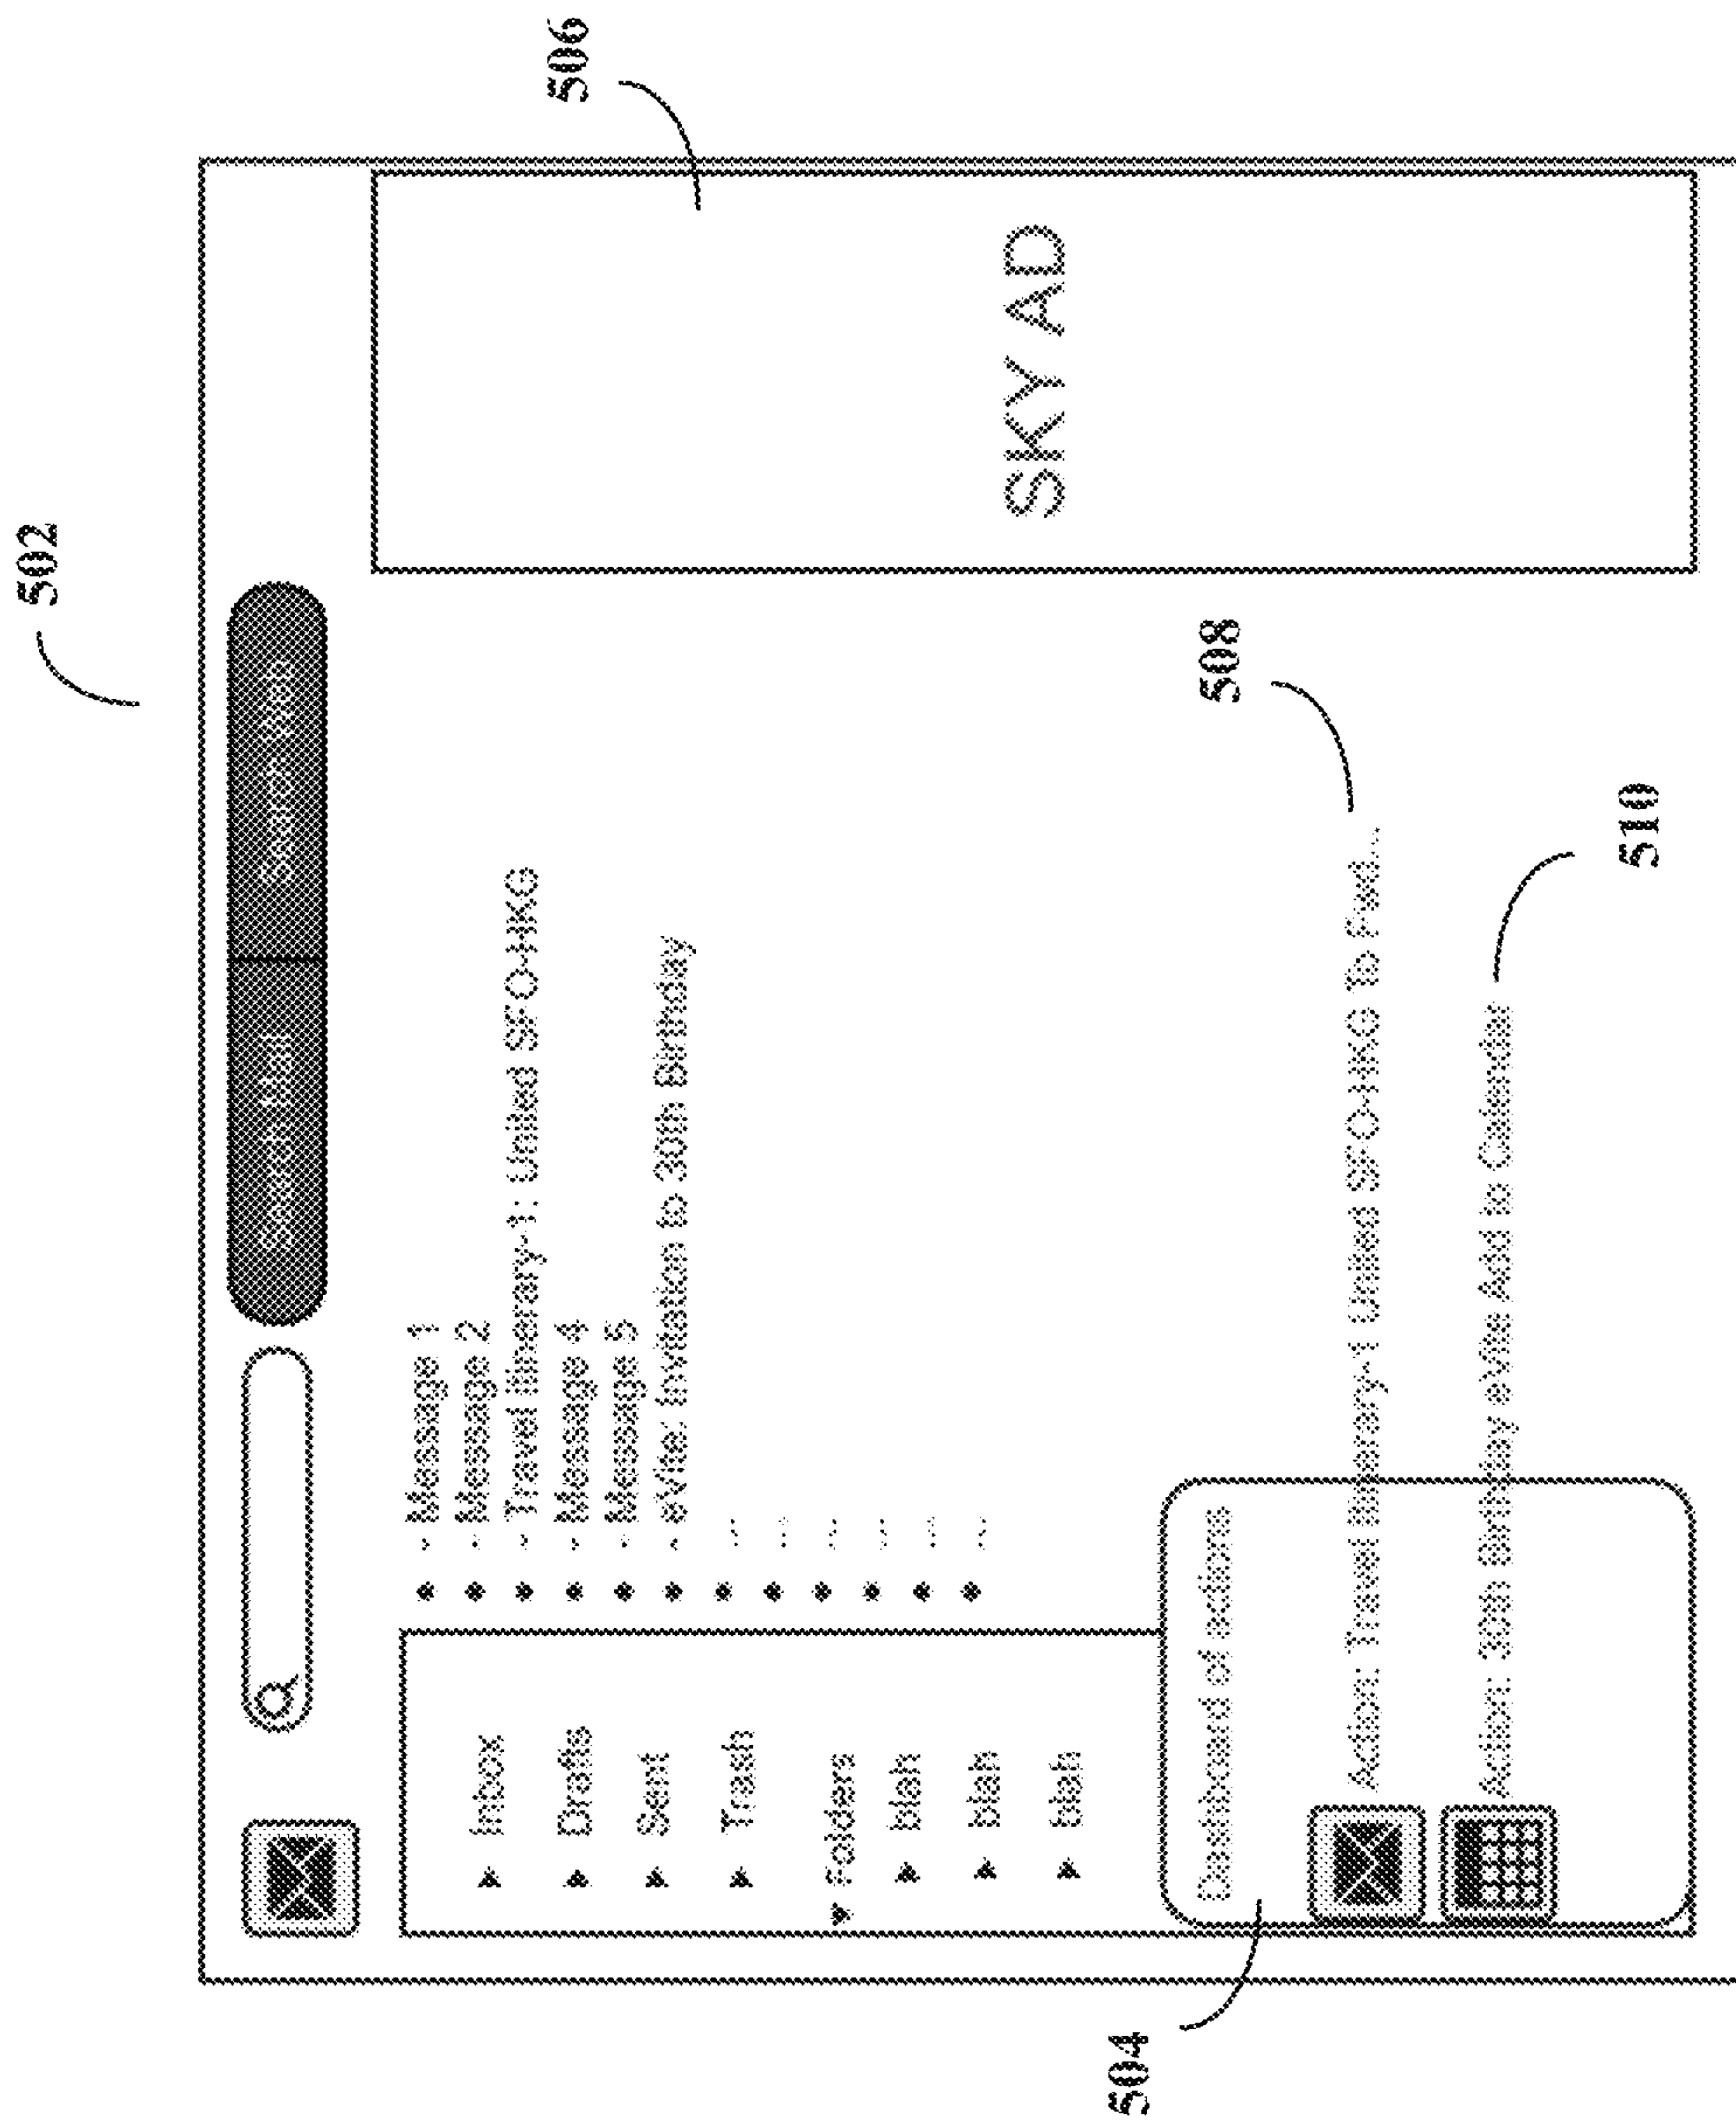 502
506
Search Mail
Search Web
Inbox
Drafts
Sent
Trash
Folders
blah
blah
blah
- Message 1
- Message 2
- Travel Itinerary-1: United SFO-HKG
- Message 4
- Message 5
- eVite: Invitation to 30th Birthday
SKY AD
504
Dashboard of actions
Action: Travel Itinerary-1 United SFO-HKG To Pad...
508
Action: 30th Birthday eVite Add to Calendar
510